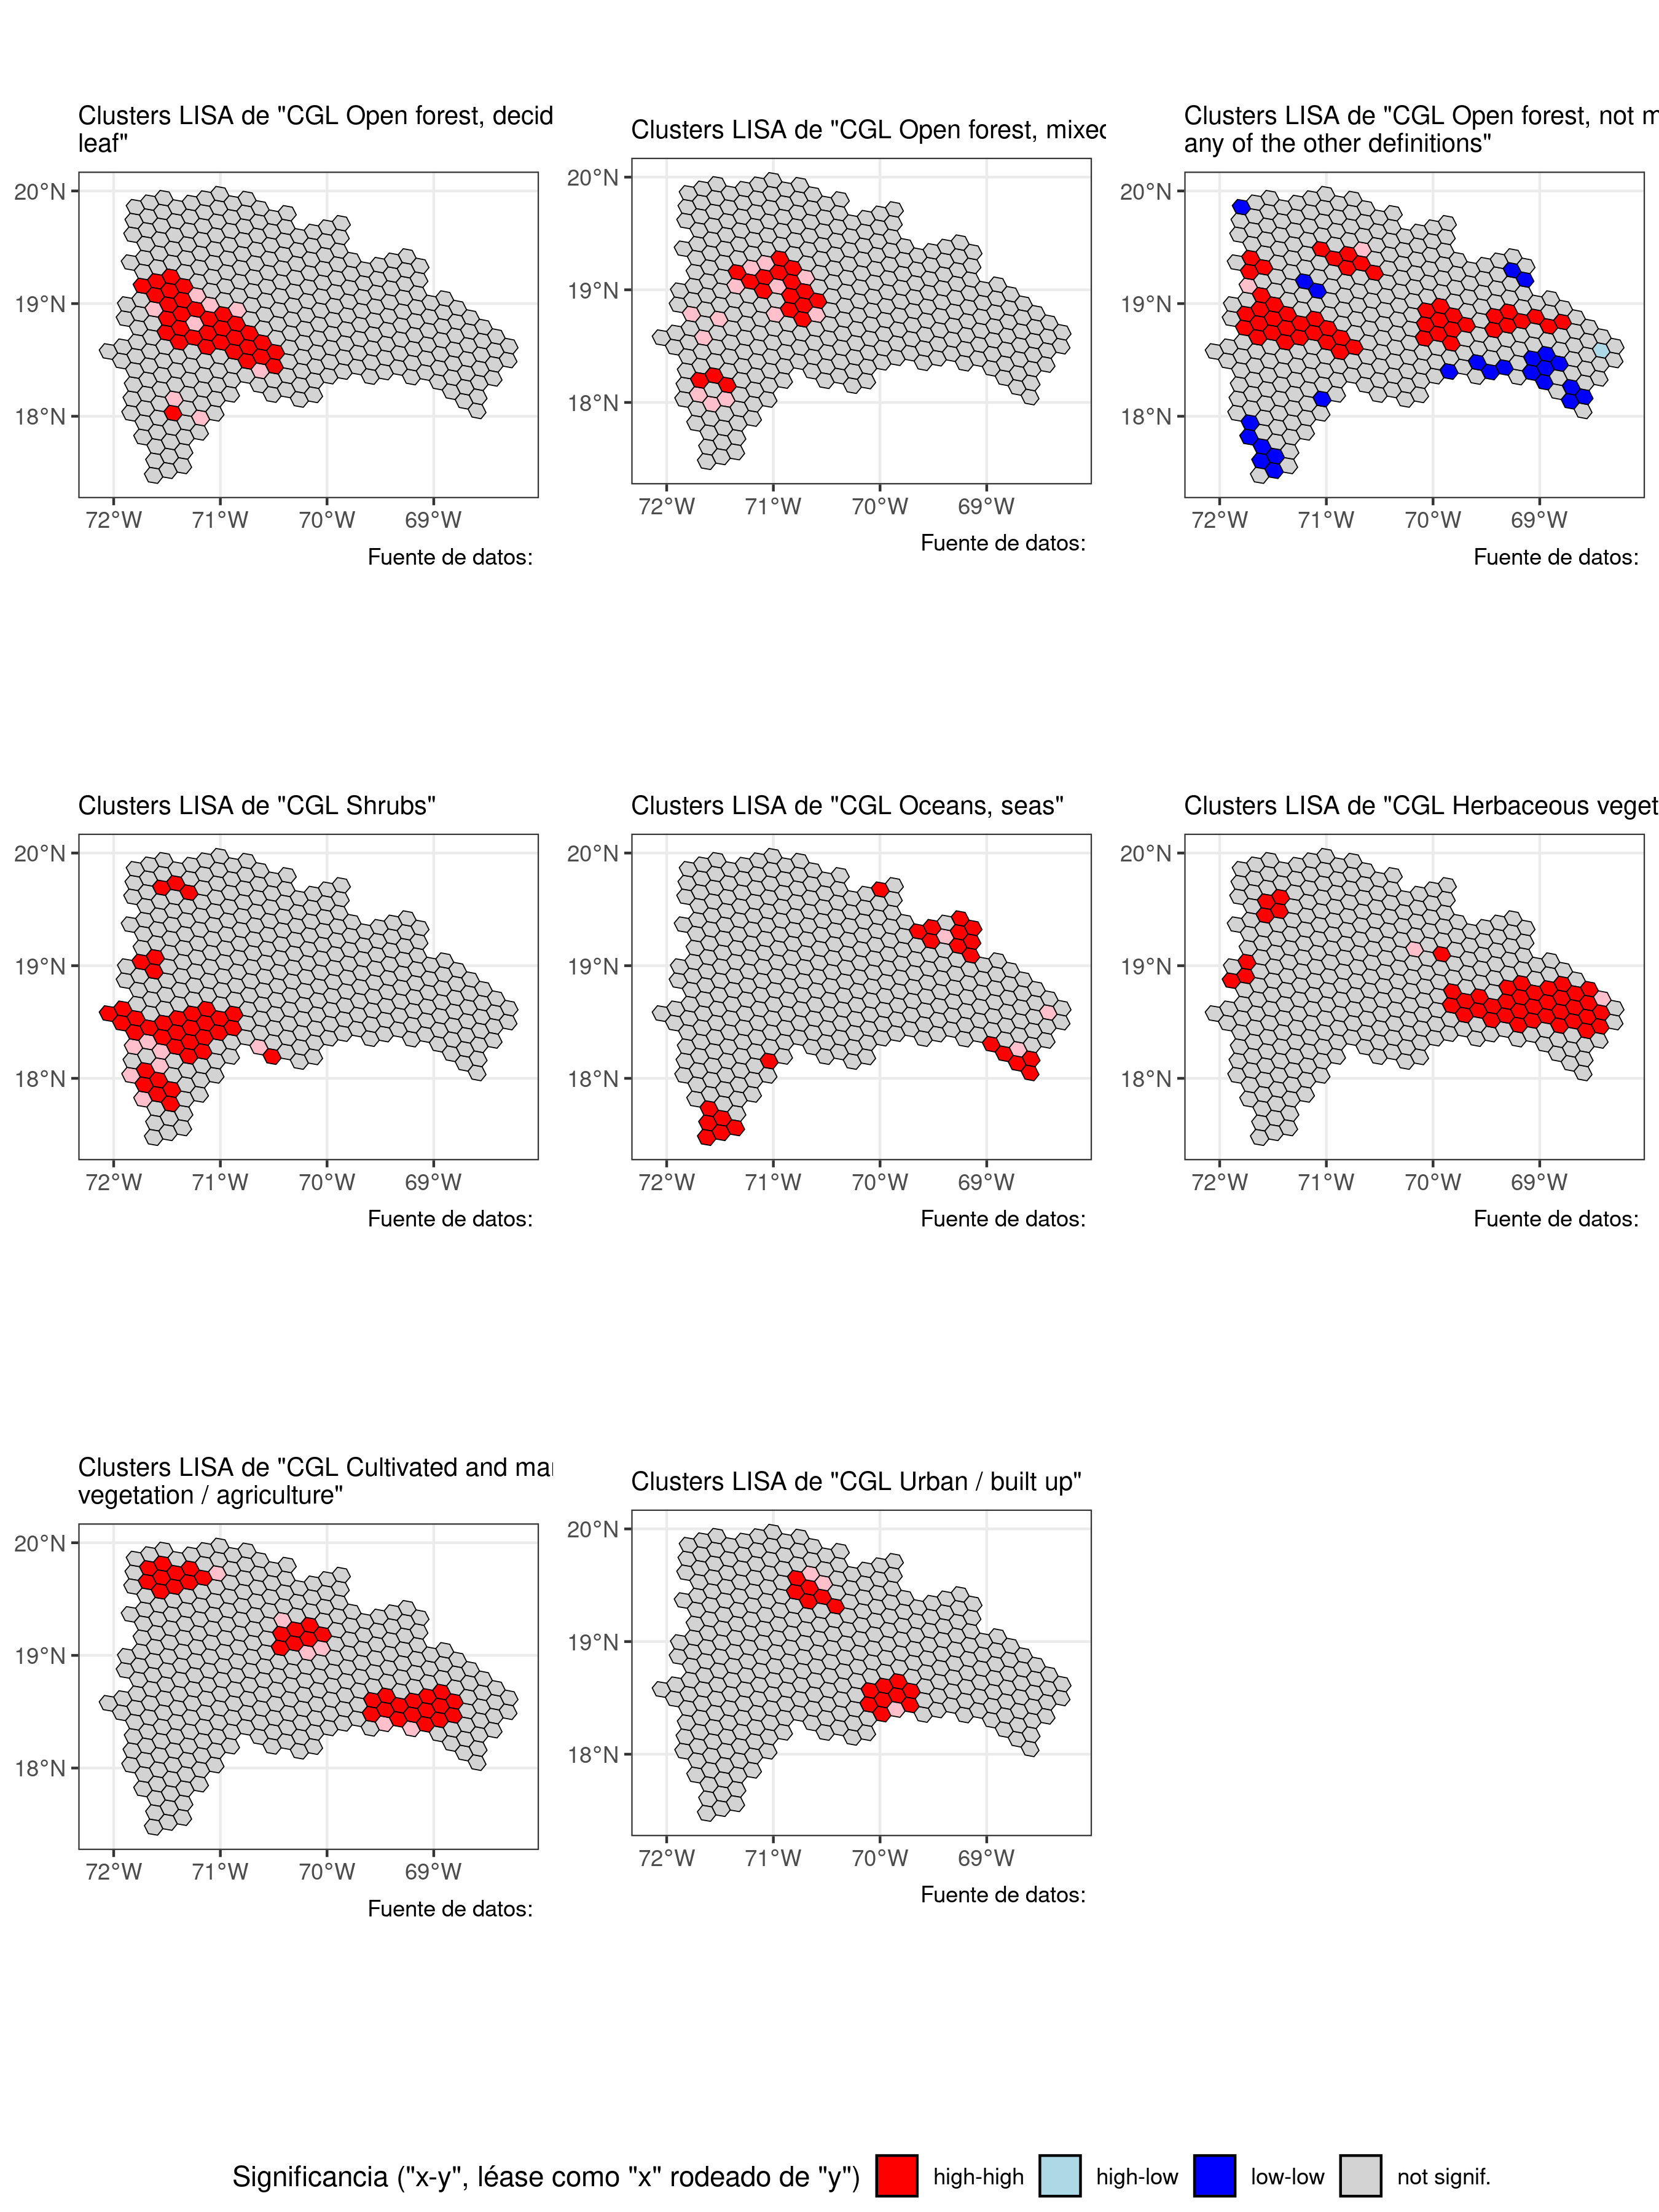 Clusters LISA de "CGL Open forest, decid
leaf"
Clusters LISA de "CGL Open forest, mixed
Clusters LISA de "CGL Open forest, not m
any of the other definitions"
20°N
19°N
18°N
72°W 71°W 70°W 69°W
Fuente de datos:
20°N
19°N
18°N
72°W 71°W 70°W 69°W
Fuente de datos:
20°N
19°N
18°N
72°W 71°W 70°W 69°W
Fuente de datos:
Clusters LISA de "CGL Shrubs"
Clusters LISA de "CGL Oceans, seas"
Clusters LISA de "CGL Herbaceous veget
20°N
19°N
18°N
72°W 71°W 70°W 69°W
Fuente de datos:
20°N
19°N
18°N
72°W 71°W 70°W 69°W
Fuente de datos:
20°N
19°N
18°N
72°W 71°W 70°W 69°W
Fuente de datos:
Clusters LISA de "CGL Cultivated and mar
vegetation / agriculture"
Clusters LISA de "CGL Urban / built up"
20°N
19°N
18°N
72°W 71°W 70°W 69°W
Fuente de datos:
20°N
19°N
18°N
72°W 71°W 70°W 69°W
Fuente de datos:
Significancia ("x-y", léase como "x" rodeado de "y") high-high high-low low-low not signif.